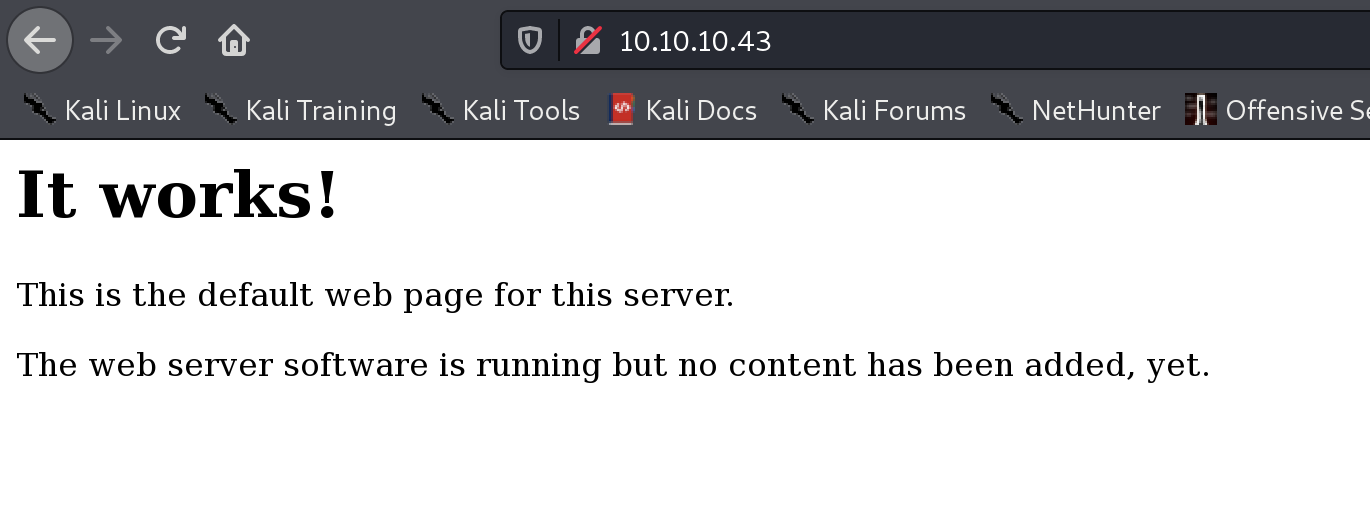 10.10.10.43
Kali Linux Kali Training Kali Tools Kali Docs Kali Forums NetHunter Offensive Se
It works!
This is the default web page for this server.
The web server software is running but no content has been added, yet.